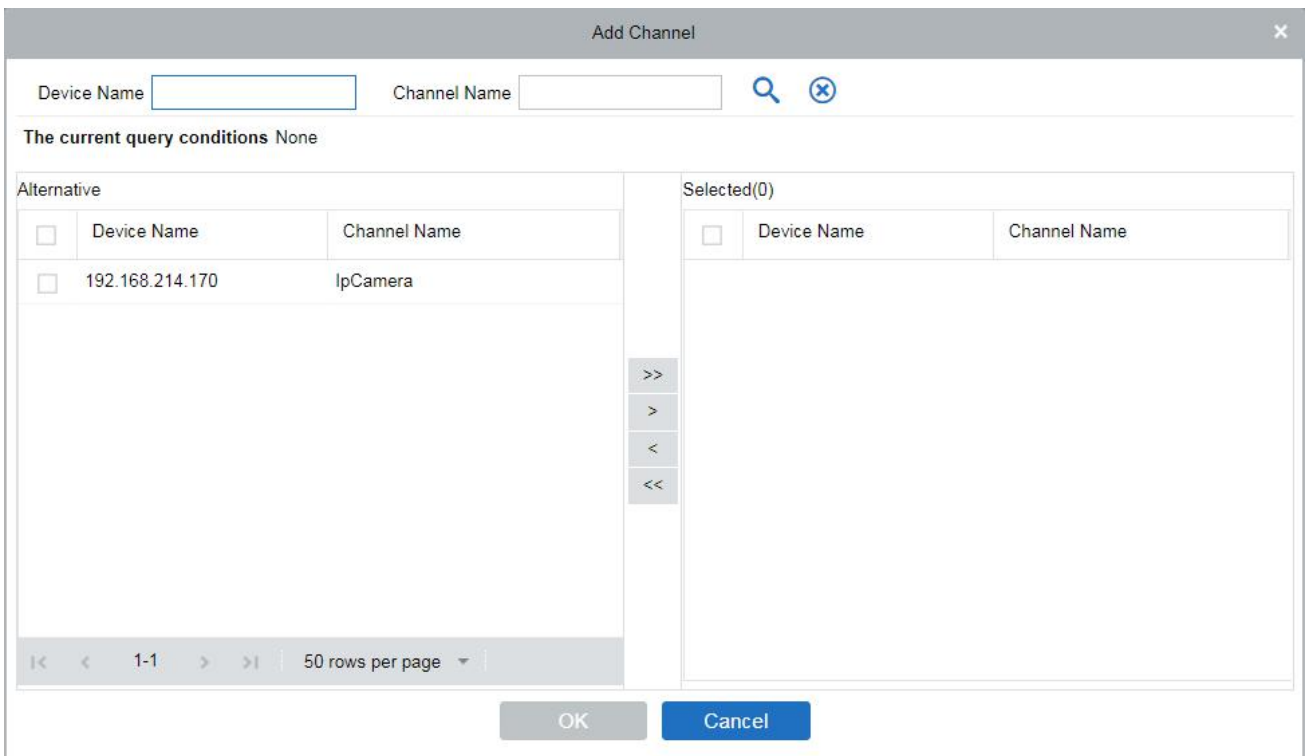 Add Channel ×
Device Name Channel Name
The current query conditions None
Alternative
Device Name Channel Name
192.168.214.170 IpCamera
>>
>
<
<<
Selected(0)
Device Name Channel Name
1-1 50 rows per page
OK Cancel